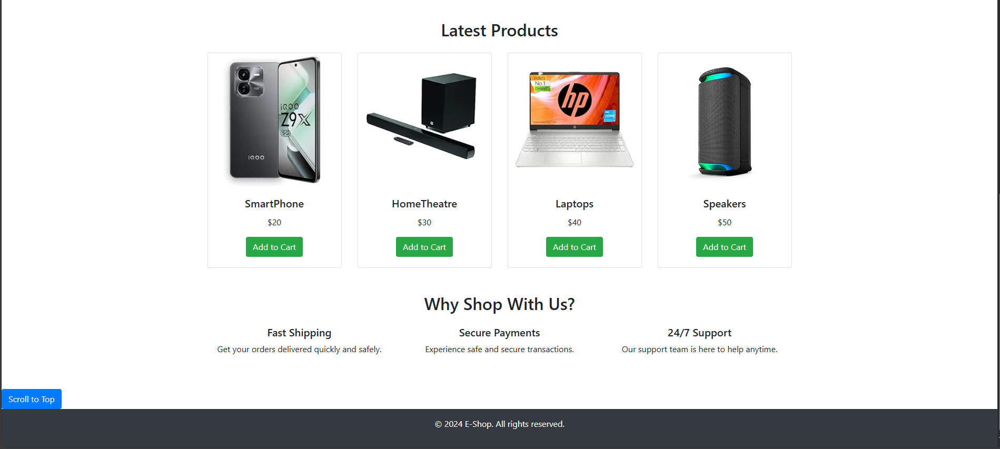 Latest Products
iQOO
Z9X
5G
iQOO
India's
No.1
Brand
hp
intel
CORE
SmartPhone
HomeTheatre
Laptops
Speakers
$20
$30
$40
$50
Add to Cart
Add to Cart
Add to Cart
Add to Cart
Why Shop With Us?
Fast Shipping
Secure Payments
24/7 Support
Get your orders delivered quickly and safely.
Experience safe and secure transactions.
Our support team is here to help anytime.
Scroll to Top
© 2024 E-Shop. All rights reserved.